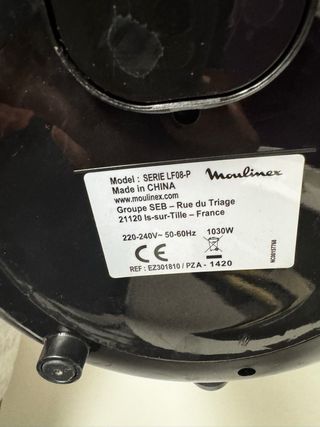 Model : SERIE LF08-P
Moulinex
Made in CHINA
www.moulinex.com
Groupe SEB – Rue du Triage
21120 Is-sur-Tille – France
220-240V~ 50-60Hz 1030W
CE
REF : EZ301810 / PZA - 1420